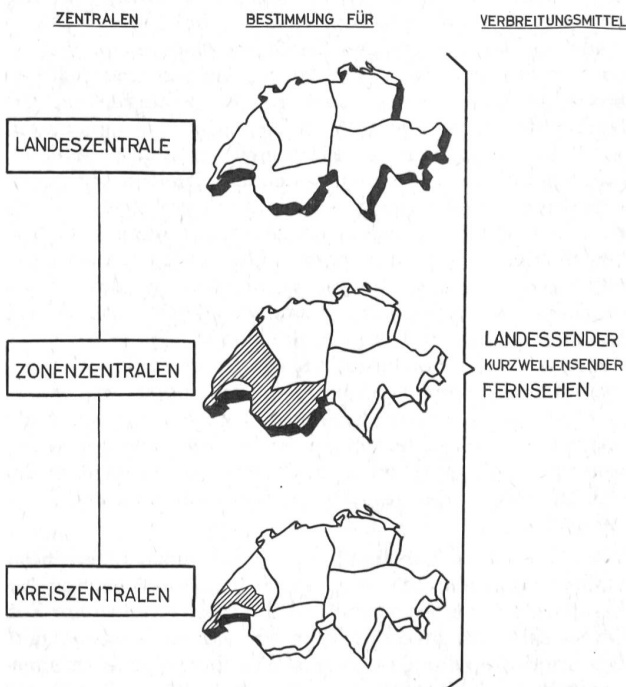 ZENTRALEN BESTIMMUNG FÜR VERBREITUNGSMITTEL
LANDESZENTRALE
ZONENZENTRALEN
LANDESSENDER
KURZWELLENSENDER
FERNSEHEN
KREISZENTRALEN